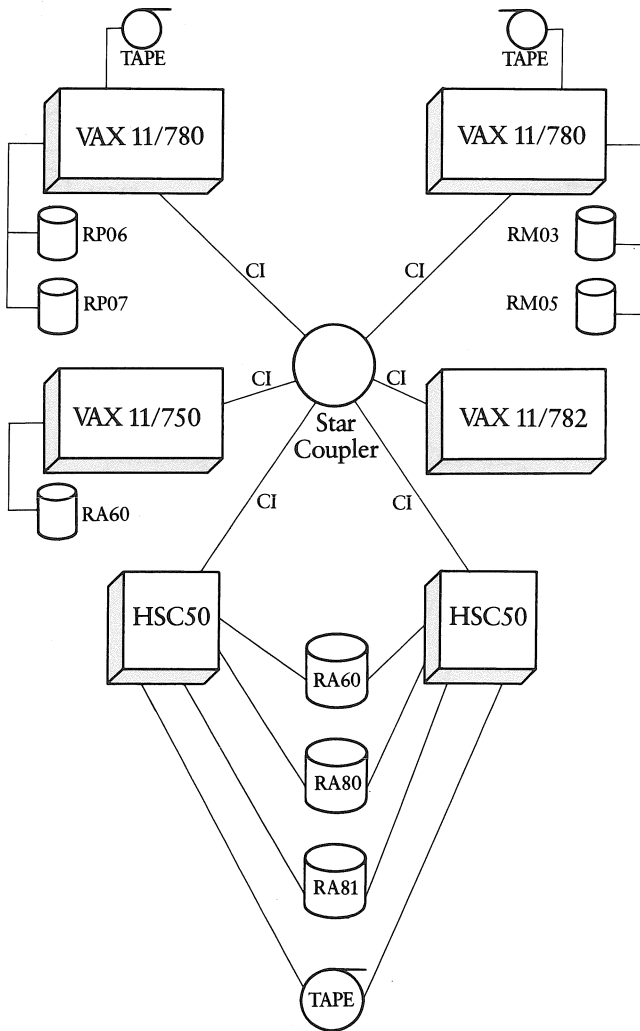 TAPE
TAPE
VAX 11/780
VAX 11/780
RP06
RM03
CI
CI
RP07
RM05
CI
CI
VAX 11/750
VAX 11/782
Star
Coupler
RA60
CI
CI
HSC50
HSC50
RA60
RA80
RA81
TAPE